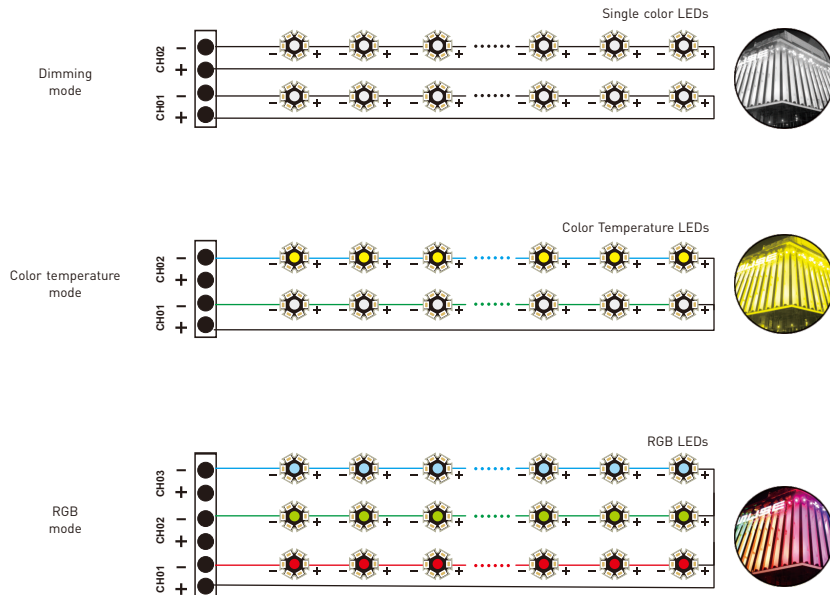 Single color LEDs
Dimming
mode
CH02
CH01
Color Temperature LEDs
Color temperature
mode
CH02
CH01
RGB LEDs
RGB
mode
CH03
CH02
CH01